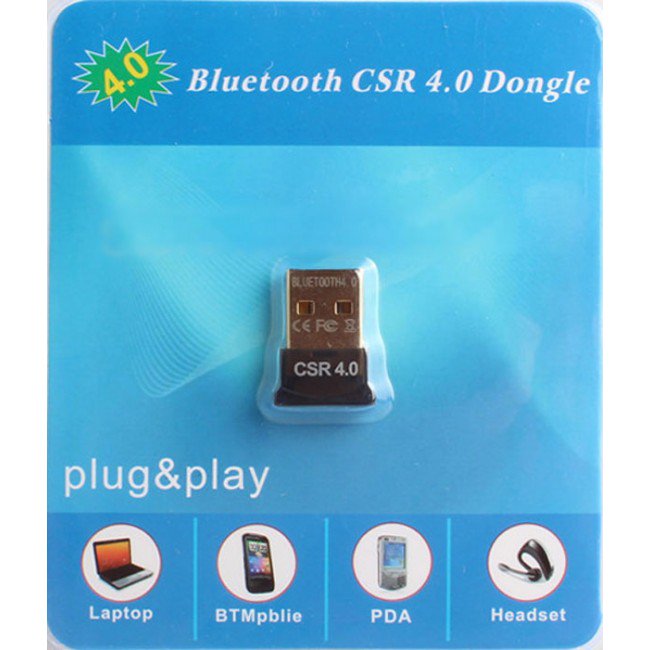 4.0
Bluetooth CSR 4.0 Dongle
BLUETOOTH4.0
CE FC
CSR 4.0
plug&play
Laptop
BTMpblie
PDA
Headset